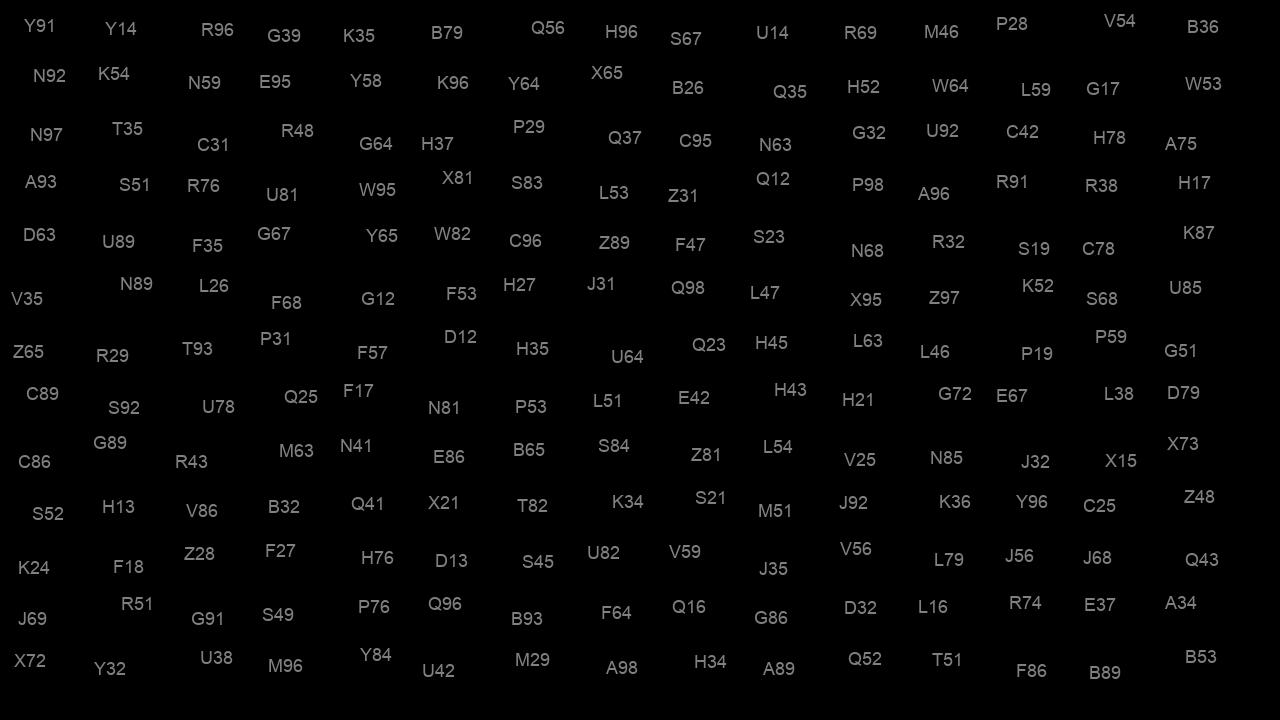 Y91 Y14 R96 G39 K35 B79 Q56 H96 S67 U14 R69 M46 P28 V54 B36
N92 K54 N59 E95 Y58 K96 Y64 X65 B26 Q35 H52 W64 L59 G17 W53
N97 T35 C31 R48 G64 H37 P29 Q37 C95 N63 G32 U92 C42 H78 A75
A93 S51 R76 U81 W95 X81 S83 L53 Z31 Q12 P98 A96 R91 R38 H17
D63 U89 F35 G67 Y65 W82 C96 Z89 F47 S23 N68 R32 S19 C78 K87
V35 N89 L26 F68 G12 F53 H27 J31 Q98 L47 X95 Z97 K52 S68 U85
Z65 R29 T93 P31 F57 D12 H35 U64 Q23 H45 L63 L46 P19 P59 G51
C89 S92 U78 Q25 F17 N81 P53 L51 E42 H43 H21 G72 E67 L38 D79
C86 G89 R43 M63 N41 E86 B65 S84 Z81 L54 V25 N85 J32 X15 X73
S52 H13 V86 B32 Q41 X21 T82 K34 S21 M51 J92 K36 Y96 C25 Z48
K24 F18 Z28 F27 H76 D13 S45 U82 V59 J35 V56 L79 J56 J68 Q43
J69 R51 G91 S49 P76 Q96 B93 F64 Q16 G86 D32 L16 R74 E37 A34
X72 Y32 U38 M96 Y84 U42 M29 A98 H34 A89 Q52 T51 F86 B89 B53